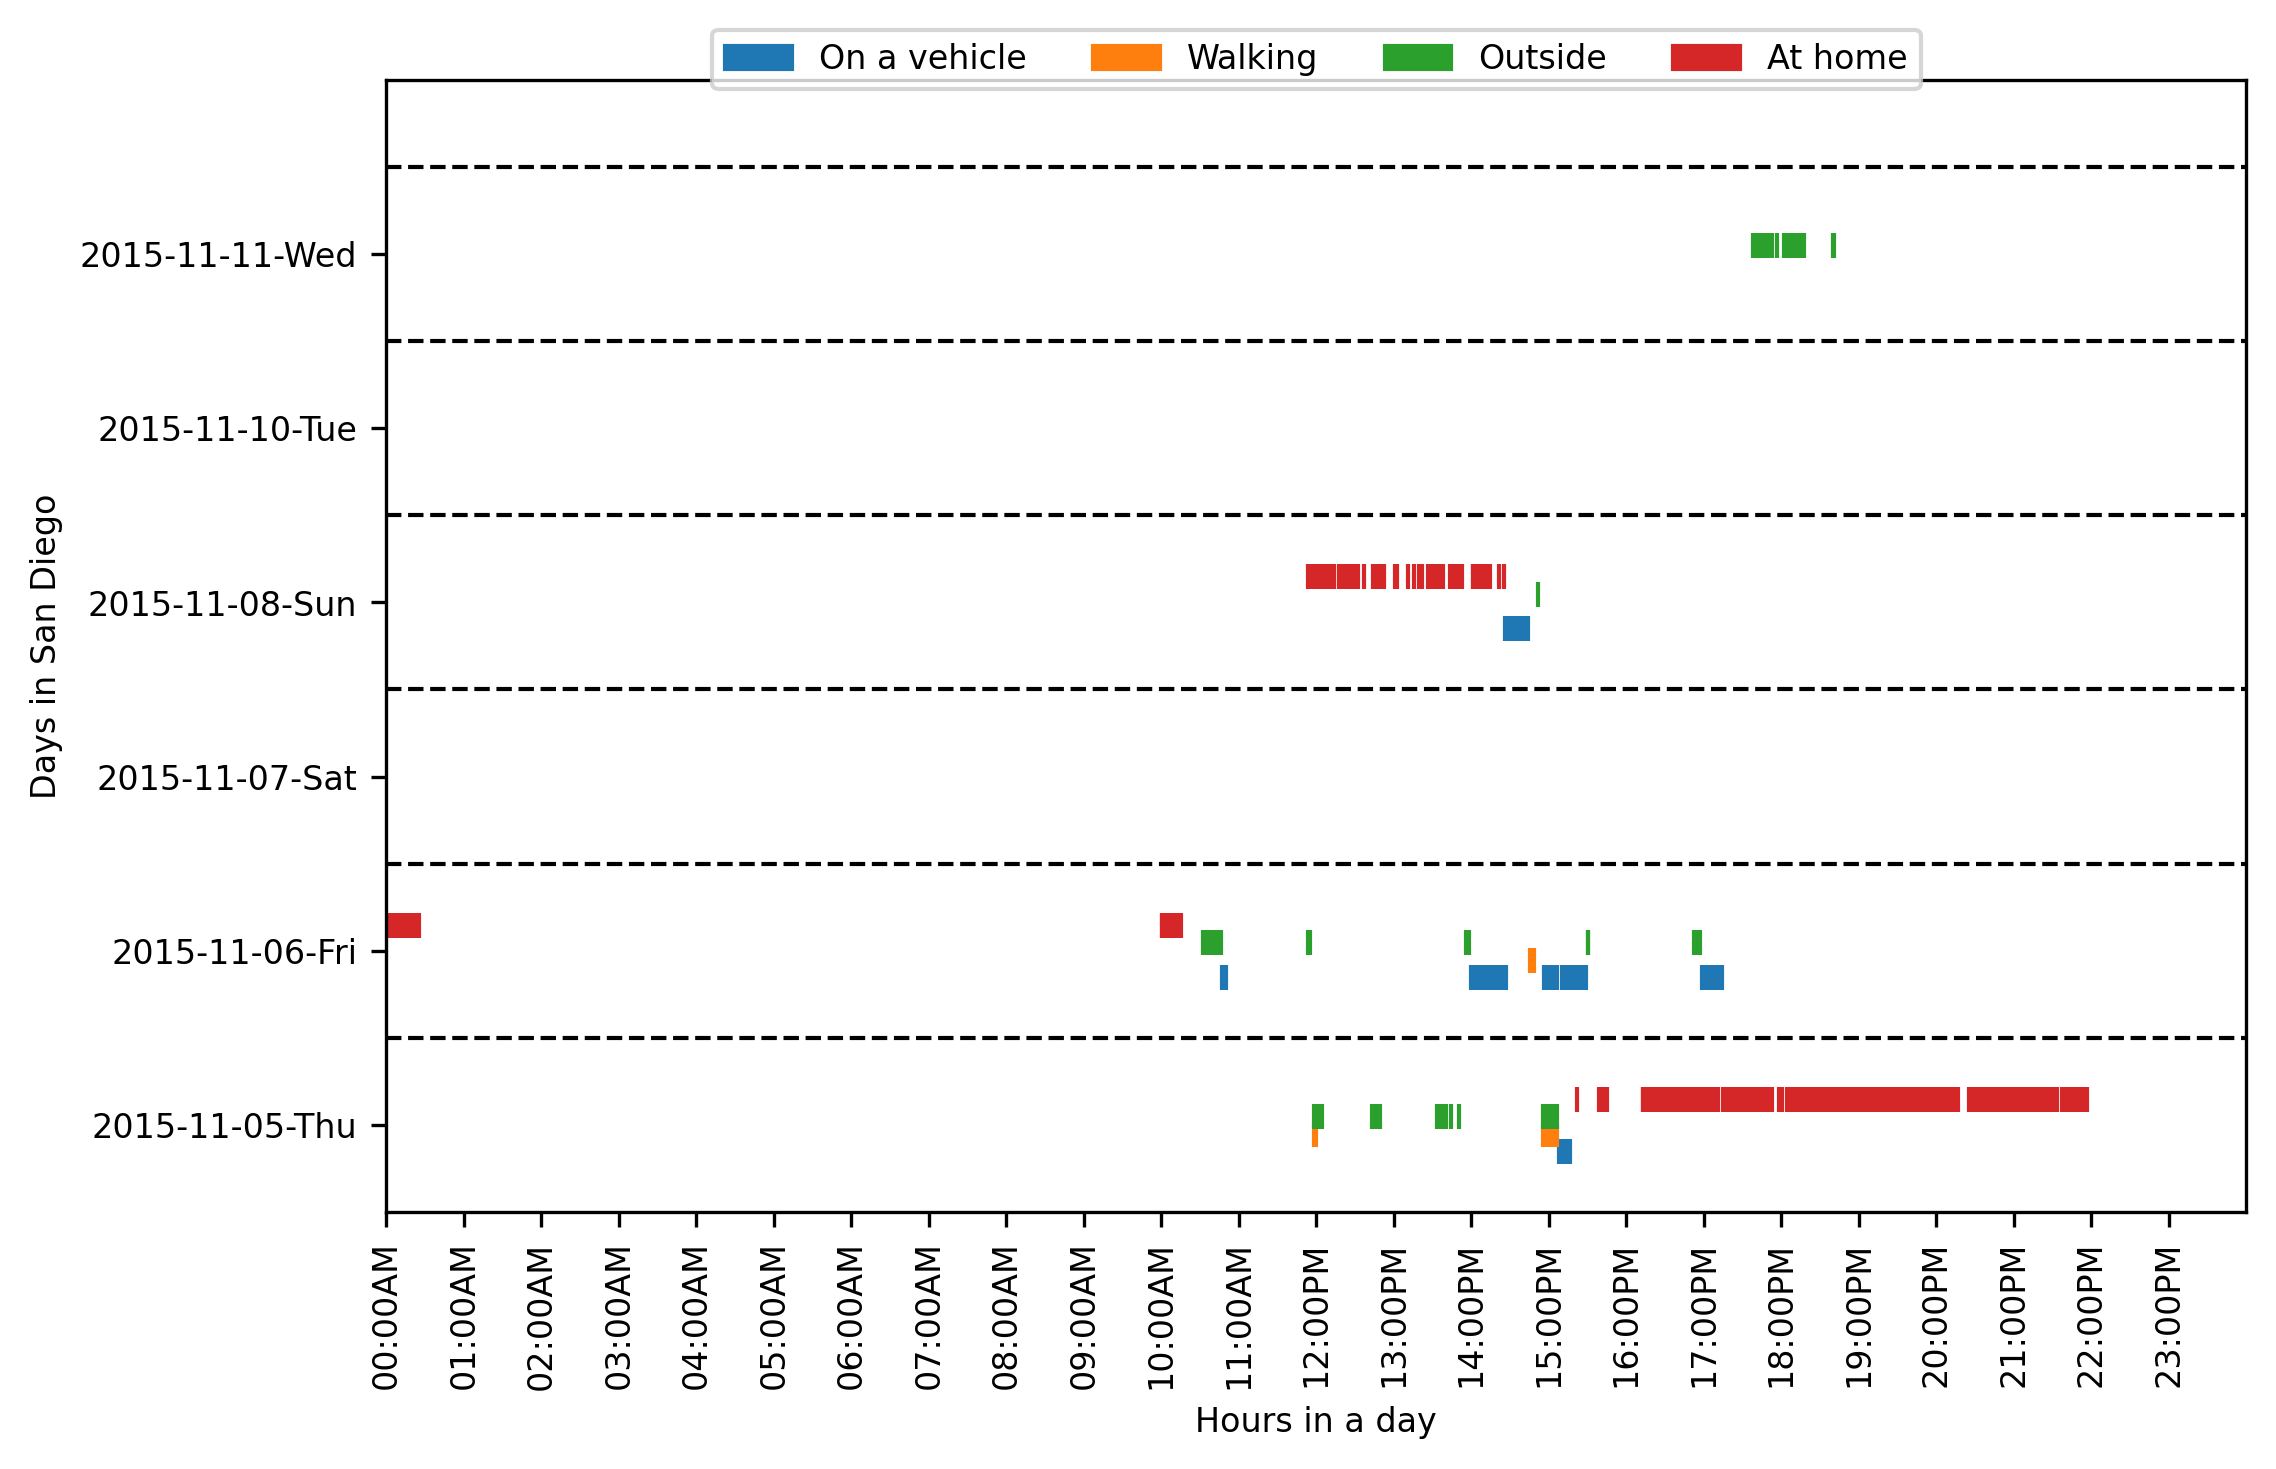 On a vehicle Walking Outside At home
2015-11-11-Wed
2015-11-10-Tue
2015-11-08-Sun
2015-11-07-Sat
2015-11-06-Fri
2015-11-05-Thu
Days in San Diego
00:00AM
01:00AM
02:00AM
03:00AM
04:00AM
05:00AM
06:00AM
07:00AM
08:00AM
09:00AM
10:00AM
11:00AM
12:00PM
13:00PM
14:00PM
15:00PM
16:00PM
17:00PM
18:00PM
19:00PM
20:00PM
21:00PM
22:00PM
23:00PM
Hours in a day